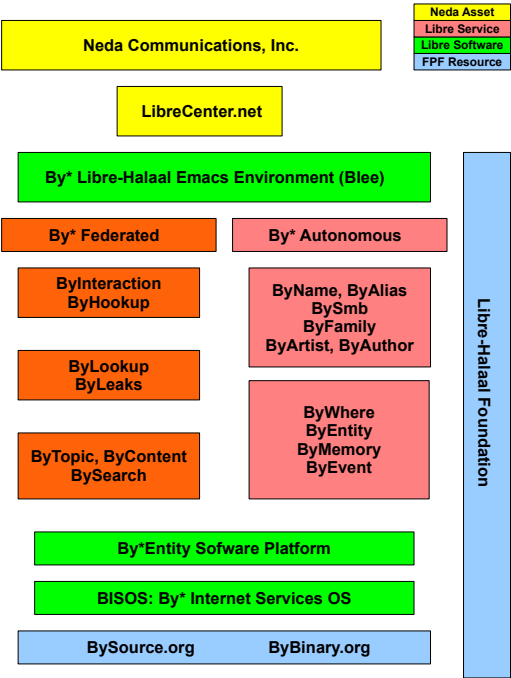 Neda Asset
Libre Service
Libre Software
FPF Resource
Neda Communications, Inc.
LibreCenter.net
By* Libre-Halaal Emacs Environment (Blee)
By* Federated
By* Autonomous
ByInteraction
ByHookup
ByName, ByAlias
BySmb
ByFamily
ByArtist, ByAuthor
ByLookup
ByLeaks
ByWhere
ByEntity
ByMemory
ByEvent
ByTopic, ByContent
BySearch
By*Entity Sofware Platform
BISOS: By* Internet Services OS
BySource.org
ByBinary.org
Libre-Halaal Foundation